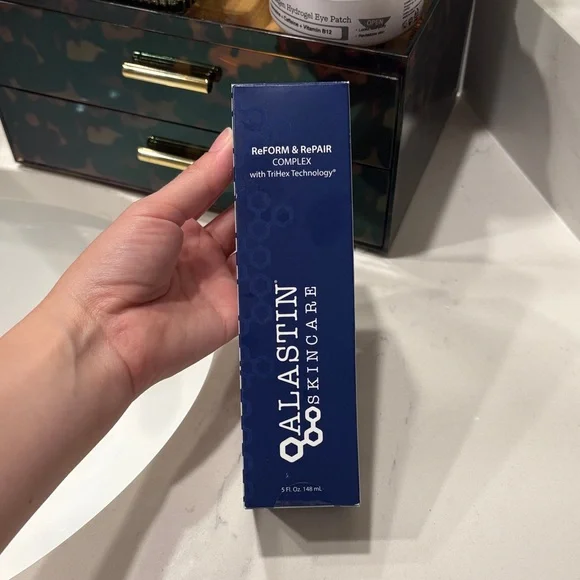 Hydrogel Eye Patch
Caffeine + Vitamin B12
OPEN
ReFORM & RePAIR
COMPLEX
with TriHex Technology®
ALASTIN®
SKINCARE
5 Fl. Oz. 148 mL